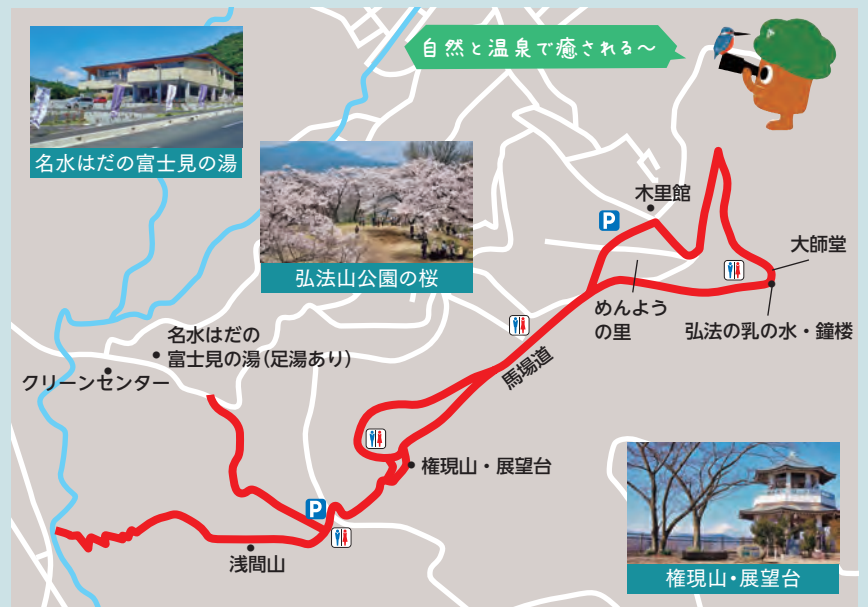 自然と温泉で癒される～
名水はだの富士見の湯
弘法山公園の桜
木里館
P
大師堂
めんよう
の里
弘法の乳の水・鐘楼
馬場道
名水はだの
富士見の湯（足湯あり）
クリーンセンター
権現山・展望台
P
浅間山
権現山・展望台